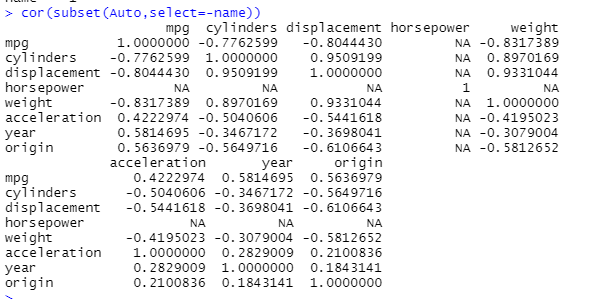 > cor(subset(Auto,select=-name))
mpg cylinders displacement horsepower weight
mpg 1.0000000 -0.7762599 -0.8044430 NA -0.8317389
cylinders -0.7762599 1.0000000 0.9509199 NA 0.8970169
displacement -0.8044430 0.9509199 1.0000000 NA 0.9331044
horsepower NA NA NA 1 NA
weight -0.8317389 0.8970169 0.9331044 NA 1.0000000
acceleration 0.4222974 -0.5040606 -0.5441618 NA -0.4195023
year 0.5814695 -0.3467172 -0.3698041 NA -0.3079004
origin 0.5636979 -0.5649716 -0.6106643 NA -0.5812652
acceleration year origin
mpg 0.4222974 0.5814695 0.5636979
cylinders -0.5040606 -0.3467172 -0.5649716
displacement -0.5441618 -0.3698041 -0.6106643
horsepower NA NA NA
weight -0.4195023 -0.3079004 -0.5812652
acceleration 1.0000000 0.2829009 0.2100836
year 0.2829009 1.0000000 0.1843141
origin 0.2100836 0.1843141 1.0000000
>